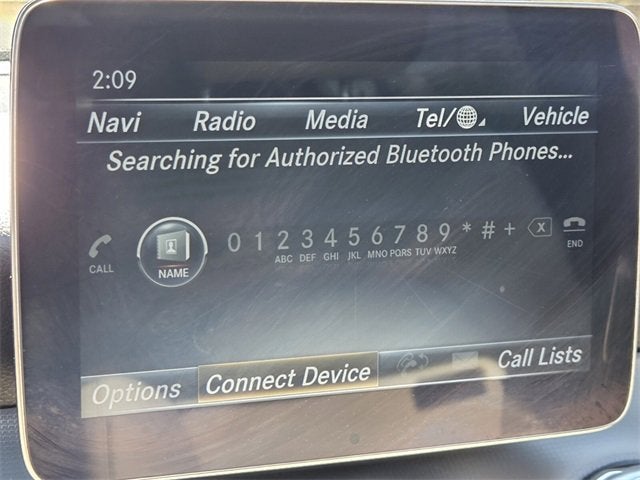 2:09
Navi Radio Media Tel/ Vehicle
Searching for Authorized Bluetooth Phones...
0 1 2 3 4 5 6 7 8 9 * # +
ABC DEF GHI JKL MNO PQRS TUV WXYZ
CALL NAME END
Options Connect Device Call Lists